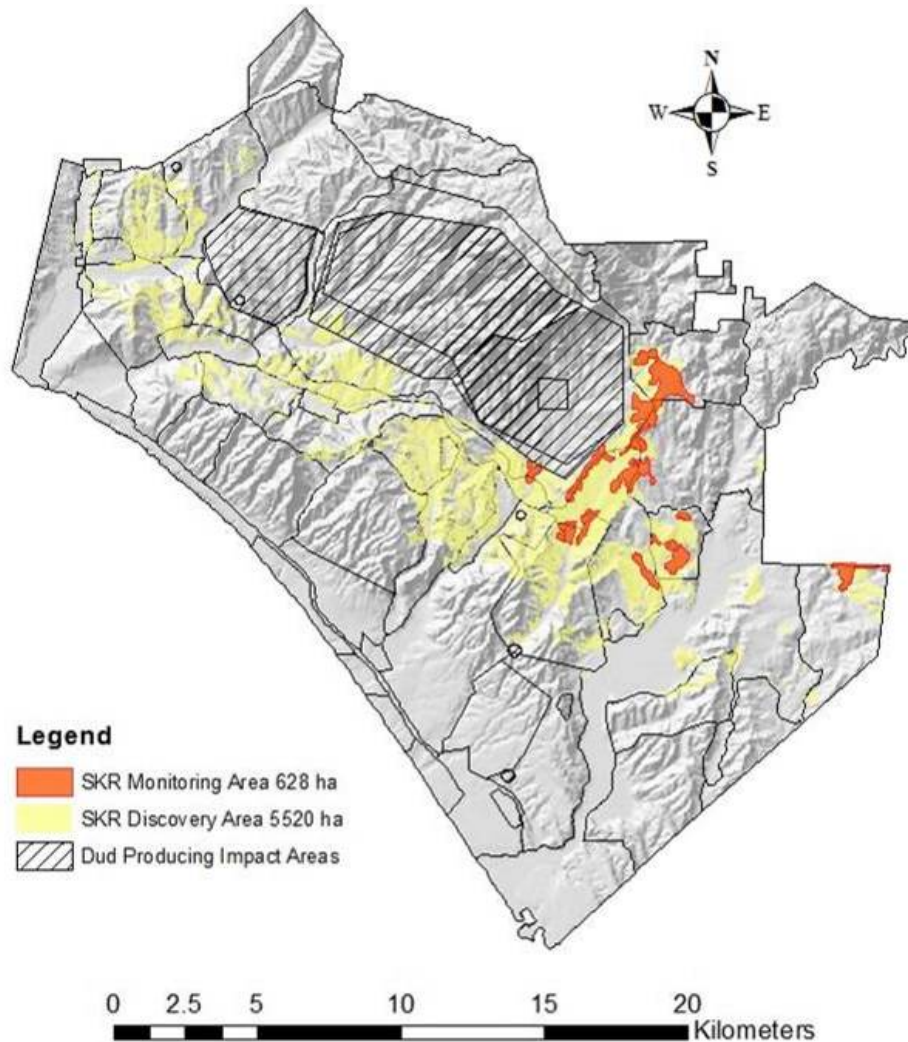 N
W E
S
Legend
SKR Monitoring Area 628 ha
SKR Discovery Area 5520 ha
Dud Producing Impact Areas
0 2.5 5 10 15 20
Kilometers